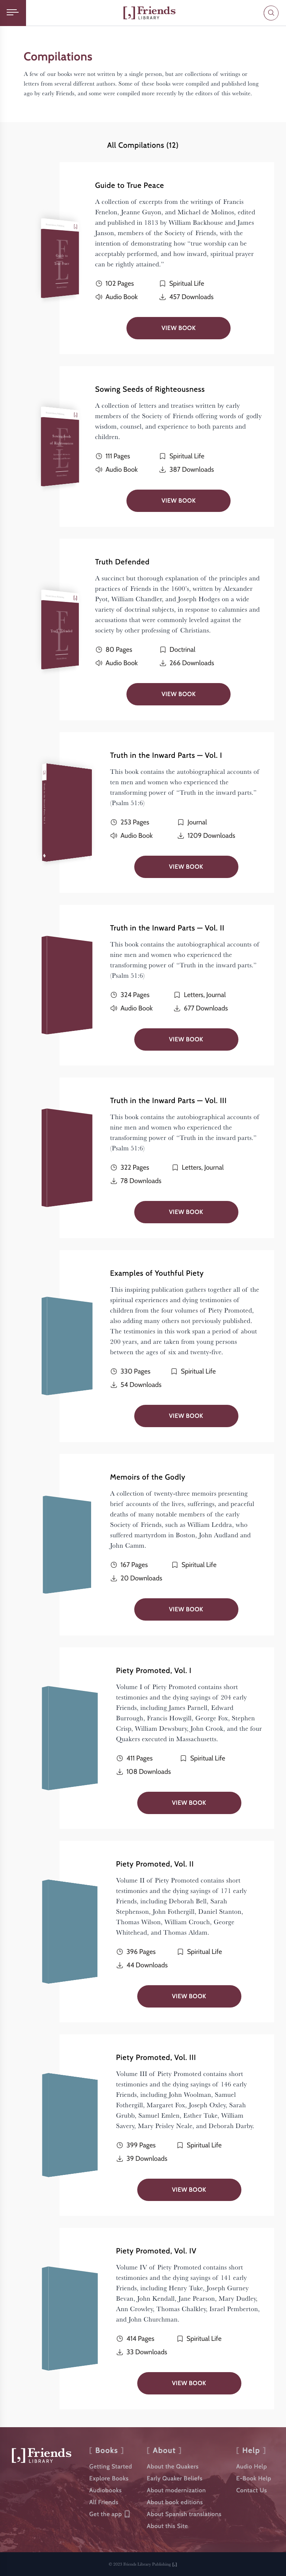 [,] Friends
LIBRARY
Compilations
A few of our books were not written by a single person, but are collections of writings or
letters from several different authors. Some of these books were compiled and published long
ago by early Friends, and some were compiled more recently by the editors of this website.
All Compilations (12)
Guide to True Peace
A collection of excerpts from the writings of Francis
Fenelon, Jeanne Guyon, and Michael de Molinos, edited
and published in 1813 by William Backhouse and James
Janson, members of the Society of Friends, with the
intention of demonstrating how “true worship can be
acceptably performed, and how inward, spiritual prayer
can be rightly attained.”
102 Pages
Spiritual Life
Audio Book
457 Downloads
VIEW BOOK
Sowing Seeds of Righteousness
A collection of letters and treatises written by early
members of the Society of Friends offering words of godly
wisdom, counsel, and experience to both parents and
children.
111 Pages
Spiritual Life
Audio Book
387 Downloads
VIEW BOOK
Truth Defended
A succinct but thorough explanation of the principles and
practices of Friends in the 1600’s, written by Alexander
Pyot, William Chandler, and Joseph Hodges on a wide
variety of doctrinal subjects, in response to calumnies and
accusations that were commonly leveled against the
society by other professing of Christians.
80 Pages
Doctrinal
Audio Book
266 Downloads
VIEW BOOK
Truth in the Inward Parts — Vol. I
This book contains the autobiographical accounts of
ten men and women who experienced the
transforming power of “Truth in the inward parts.”
(Psalm 51:6)
253 Pages
Journal
Audio Book
1209 Downloads
VIEW BOOK
Truth in the Inward Parts — Vol. II
This book contains the autobiographical accounts of
nine men and women who experienced the
transforming power of “Truth in the inward parts.”
(Psalm 51:6)
324 Pages
Letters, Journal
Audio Book
677 Downloads
VIEW BOOK
Truth in the Inward Parts — Vol. III
This book contains the autobiographical accounts of
nine men and women who experienced the
transforming power of “Truth in the inward parts.”
(Psalm 51:6)
322 Pages
Letters, Journal
78 Downloads
VIEW BOOK
Examples of Youthful Piety
This inspiring publication gathers together all of the
spiritual experiences and dying testimonies of
children from the four volumes of Piety Promoted,
also adding many others not previously published.
The testimonies in this work span a period of about
200 years, and are taken from young persons
between the ages of six and twenty-five.
330 Pages
Spiritual Life
54 Downloads
VIEW BOOK
Memoirs of the Godly
A collection of twenty-three memoirs presenting
brief accounts of the lives, sufferings, and peaceful
deaths of many notable members of the early
Society of Friends, such as William Leddra, who
suffered martyrdom in Boston, John Audland and
John Camm.
167 Pages
Spiritual Life
20 Downloads
VIEW BOOK
Piety Promoted, Vol. I
Volume I of Piety Promoted contains short
testimonies and the dying sayings of 204 early
Friends, including James Parnell, Edward
Burrough, Francis Howgill, George Fox, Stephen
Crisp, William Dewsbury, John Crook, and the four
Quakers executed in Massachusetts.
411 Pages
Spiritual Life
108 Downloads
VIEW BOOK
Piety Promoted, Vol. II
Volume II of Piety Promoted contains short
testimonies and the dying sayings of 171 early
Friends, including Deborah Bell, Sarah
Stephenson, John Fothergill, Daniel Stanton,
Thomas Wilson, William Crouch, George
Whitehead, and Thomas Aldam.
396 Pages
Spiritual Life
44 Downloads
VIEW BOOK
Piety Promoted, Vol. III
Volume III of Piety Promoted contains short
testimonies and the dying sayings of 146 early
Friends, including John Woolman, Samuel
Fothergill, Margaret Fox, Joseph Oxley, Sarah
Grubb, Samuel Emlen, Esther Tuke, William
Savery, Mary Peisley Neale, and Deborah Darby.
399 Pages
Spiritual Life
39 Downloads
VIEW BOOK
Piety Promoted, Vol. IV
Volume IV of Piety Promoted contains short
testimonies and the dying sayings of 141 early
Friends, including Henry Tuke, Joseph Gurney
Bevan, John Kendall, Jane Pearson, Mary Dudley,
Ann Crowley, Thomas Chalkley, Israel Pemberton,
and John Churchman.
414 Pages
Spiritual Life
33 Downloads
VIEW BOOK
[,] Friends
LIBRARY
[ Books ]
Getting Started
Explore Books
Audiobooks
All Friends
Get the app
[ About ]
About the Quakers
Early Quaker Beliefs
About modernization
About book editions
About Spanish translations
About this Site
[ Help ]
Audio Help
E-Book Help
Contact Us